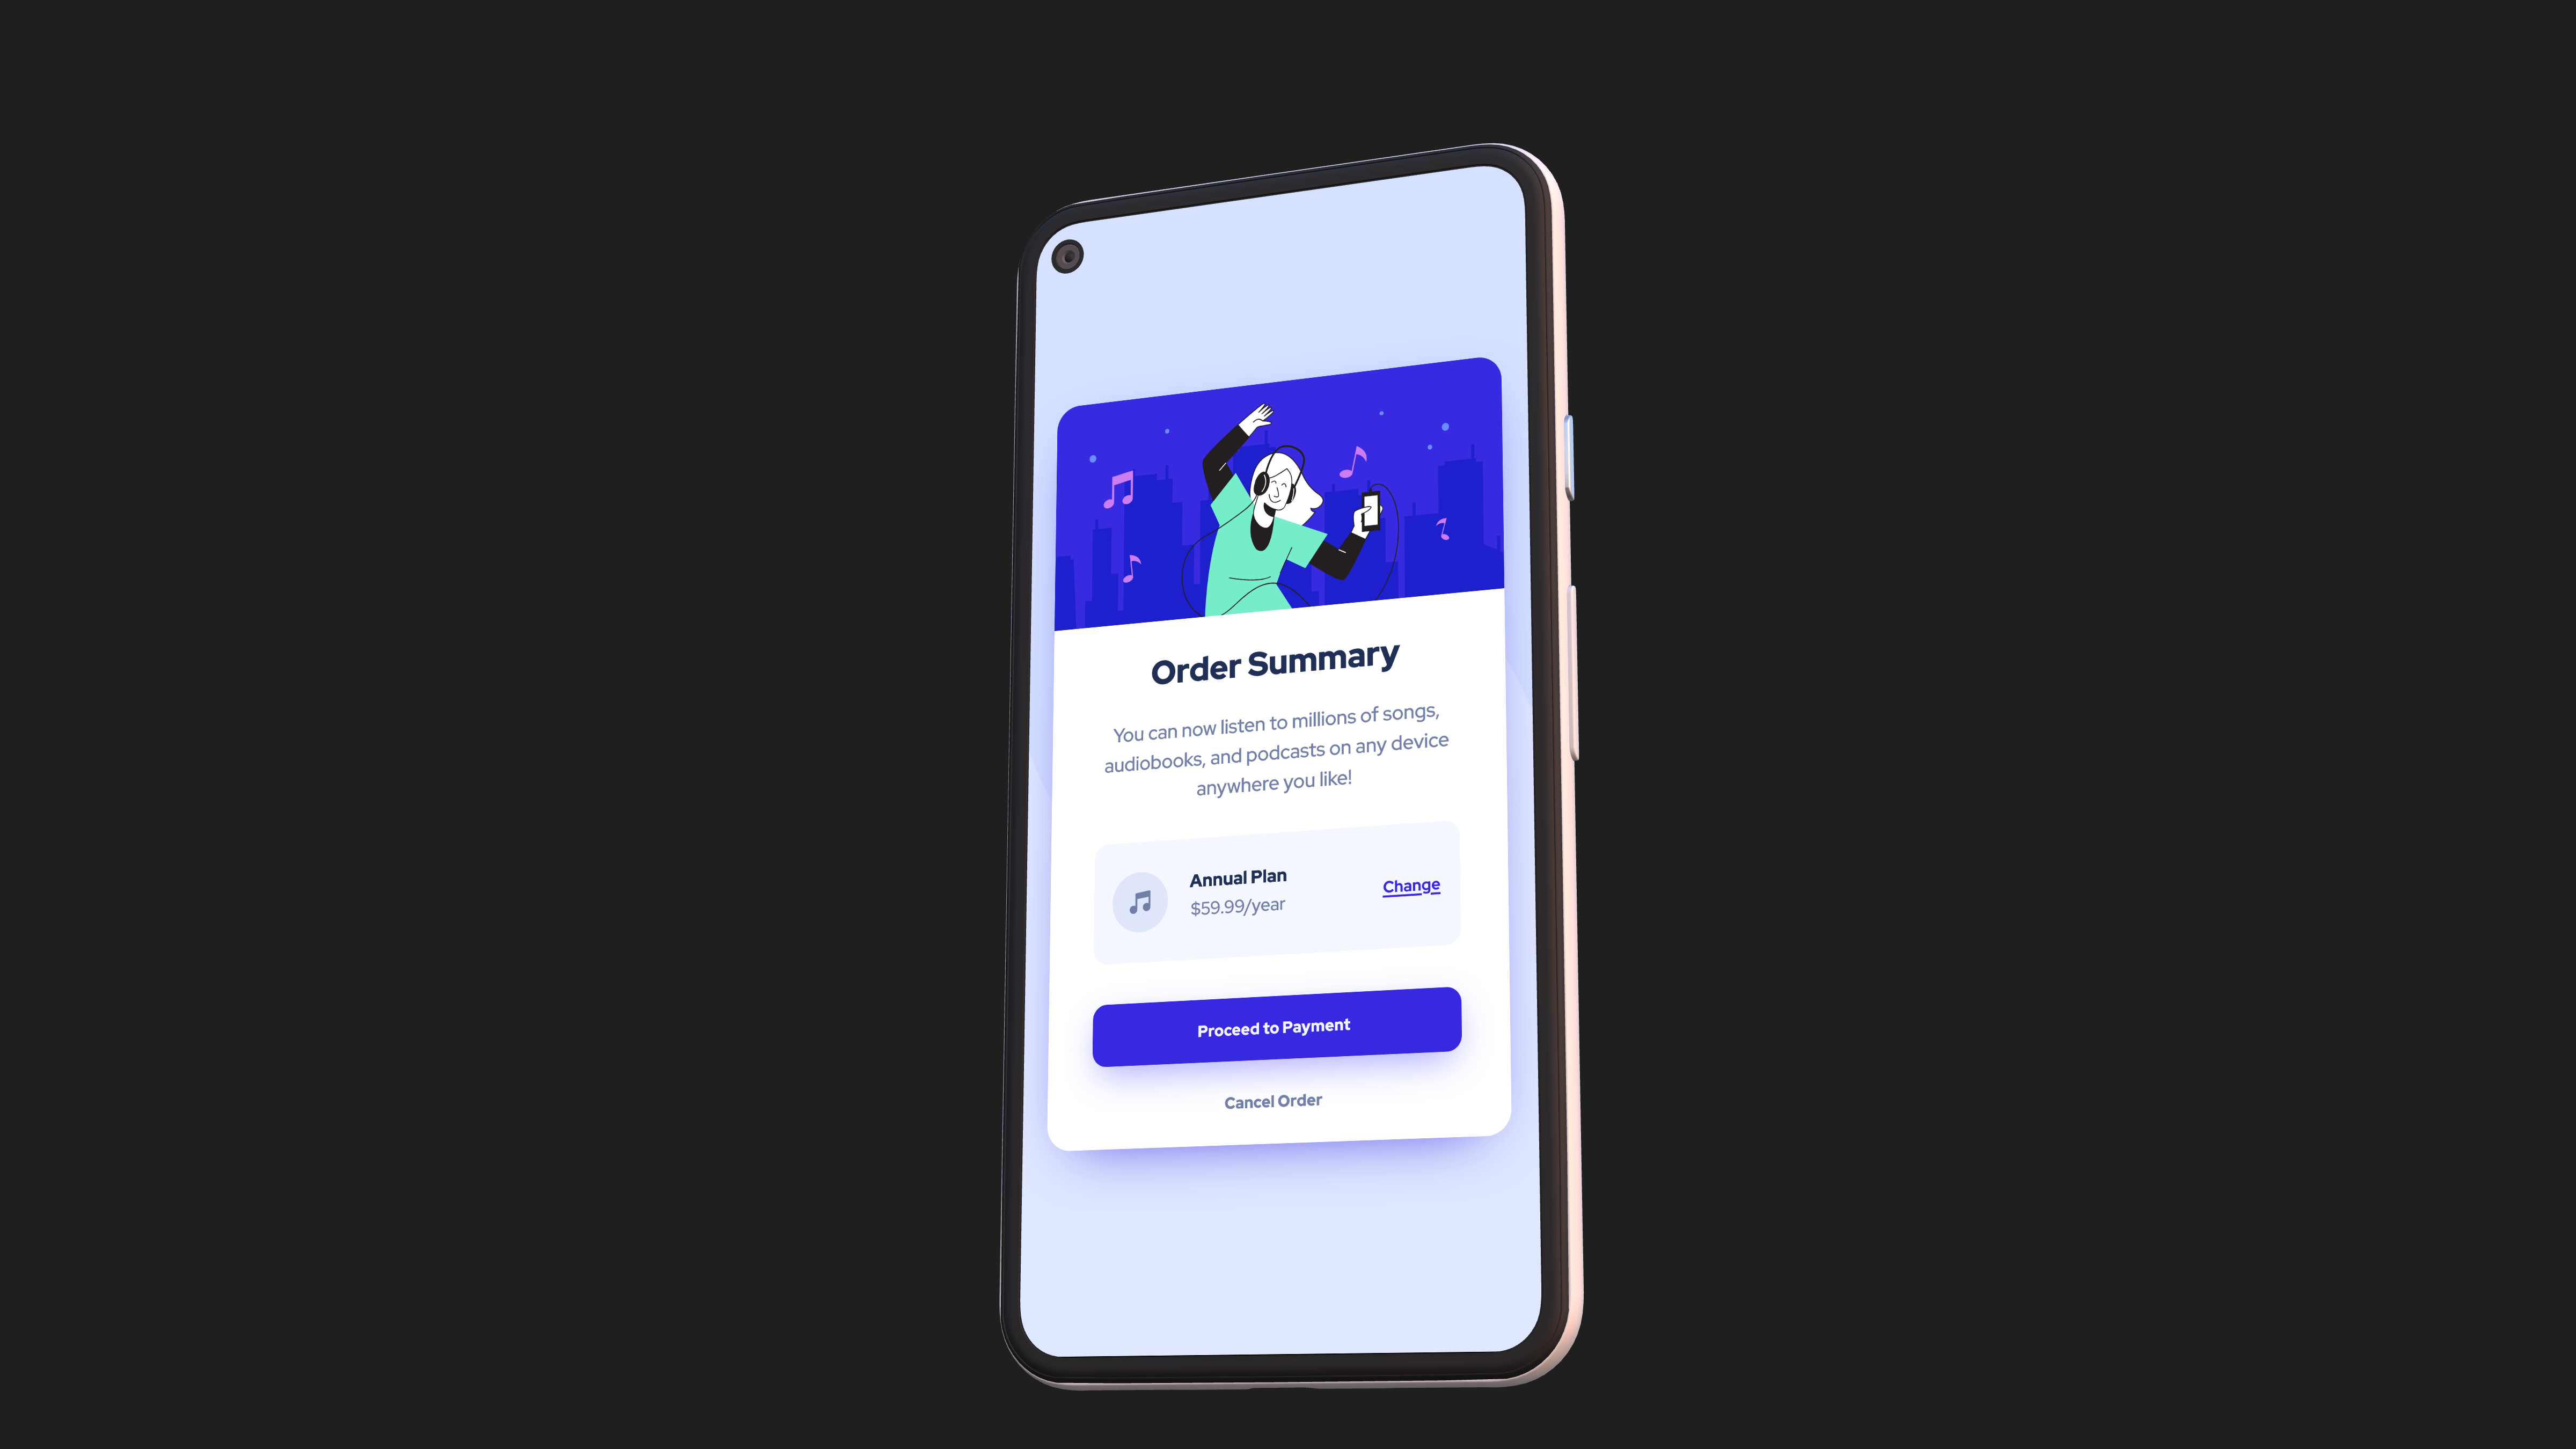 Order Summary
You can now listen to millions of songs,
audiobooks, and podcasts on any device
anywhere you like!
Annual Plan
$59.99/year
Change
Proceed to Payment
Cancel Order